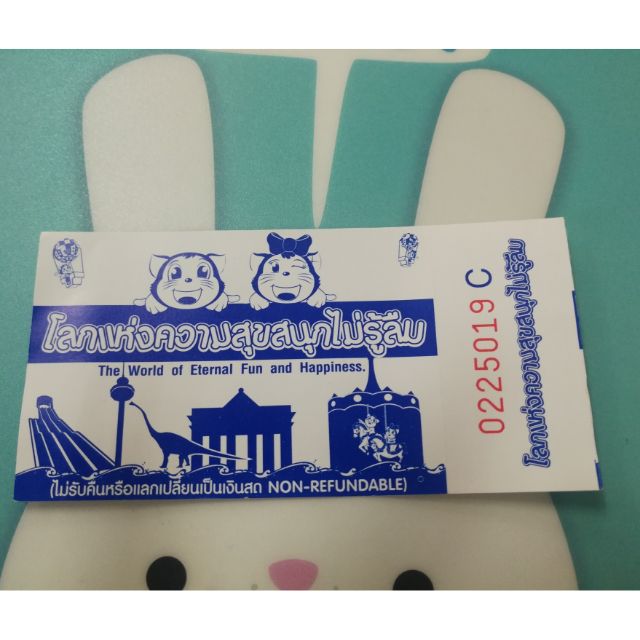 โลกแห่งความสุขสนุกไม่รู้ลืม
The World of Eternal Fun and Happiness.
(ไม่รับคืนหรือแลกเปลี่ยนเป็นเงินสด NON-REFUNDABLE)
0225019 C
โลกแห่งความสุขสนุกไม่รู้ลืม